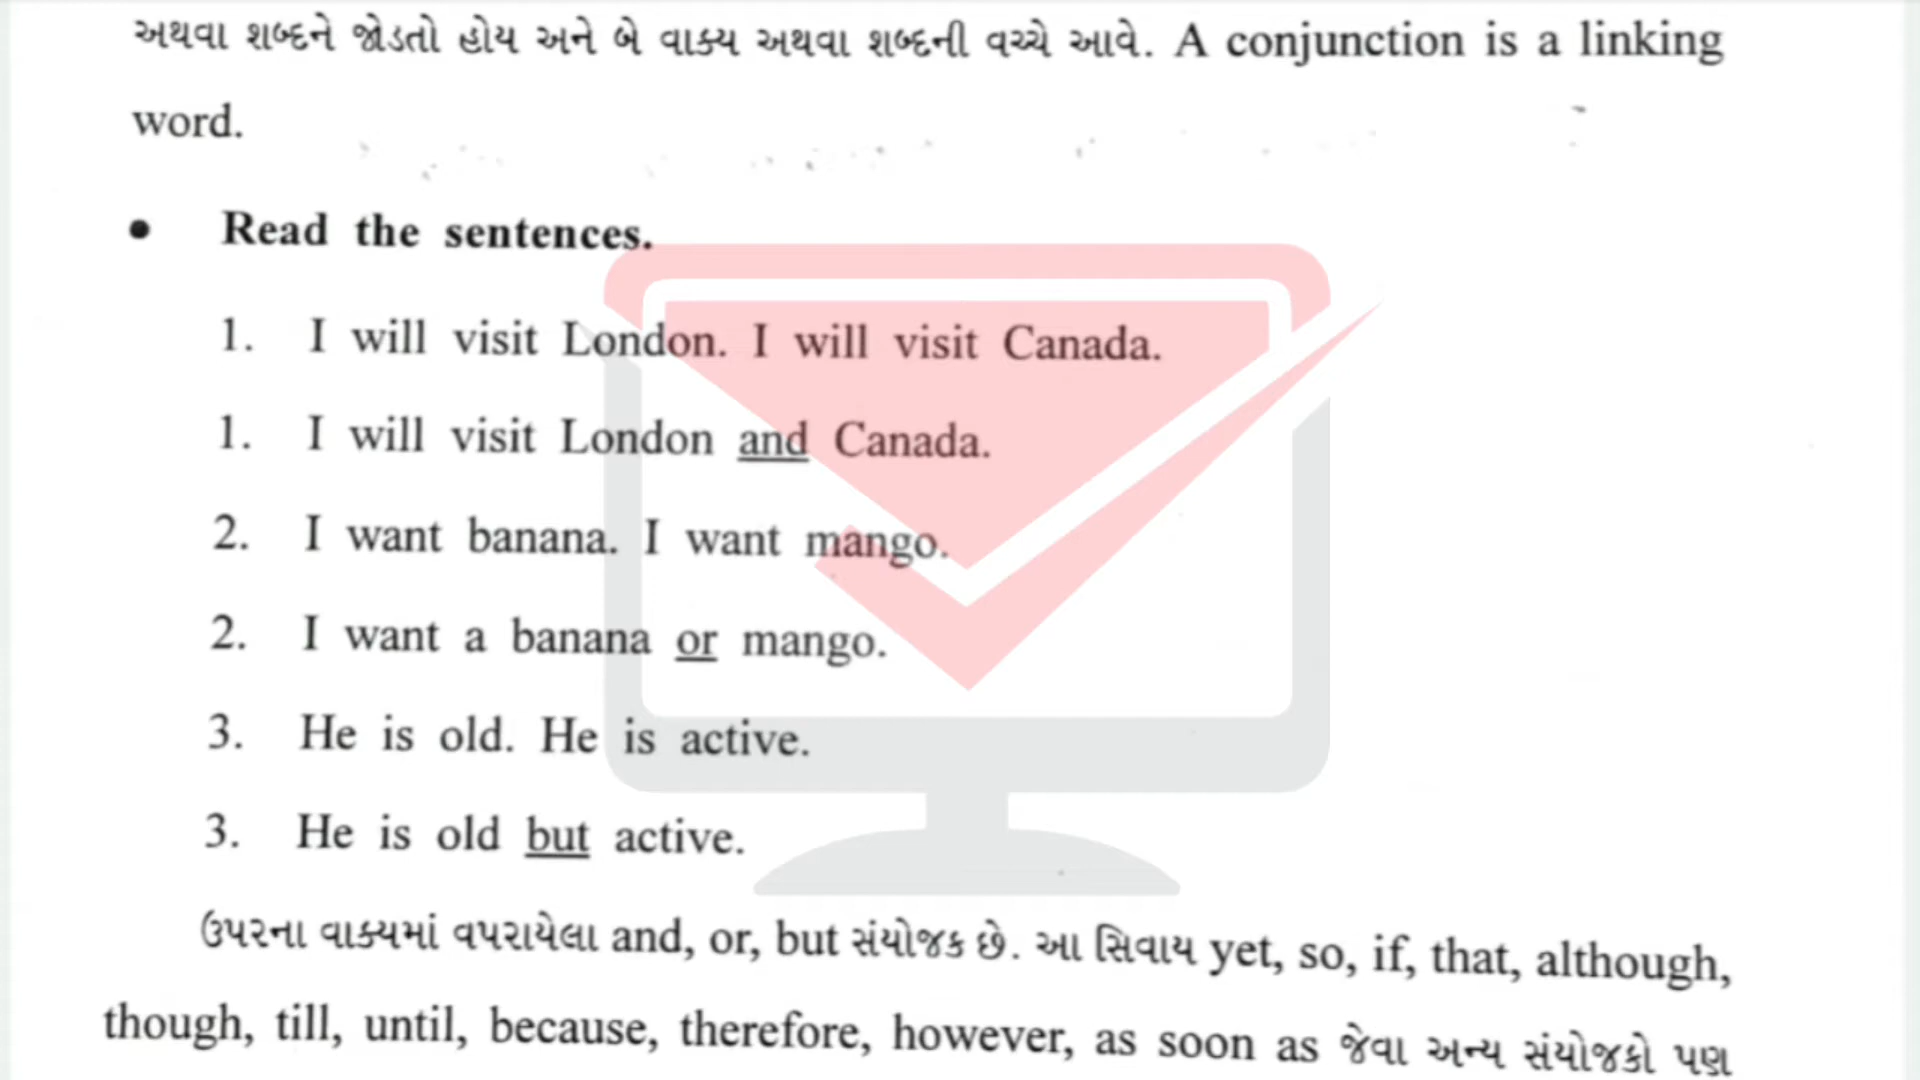 અથવા શબ્દને જોડતો હોય અને બે વાક્ય અથવા શબ્દની વચ્ચે આવે. A conjunction is a linking
word.
• Read the sentences.
1. I will visit London. I will visit Canada.
1. I will visit London and Canada.
2. I want banana. I want mango.
2. I want a banana or mango.
3. He is old. He is active.
3. He is old but active.
ઉપરના વાક્યમાં વપરાયેલા and, or, but સંયોજક છે. આ સિવાય yet, so, if, that, although,
though, till, until, because, therefore, however, as soon as જેવા અન્ય સંયોજકો પણ